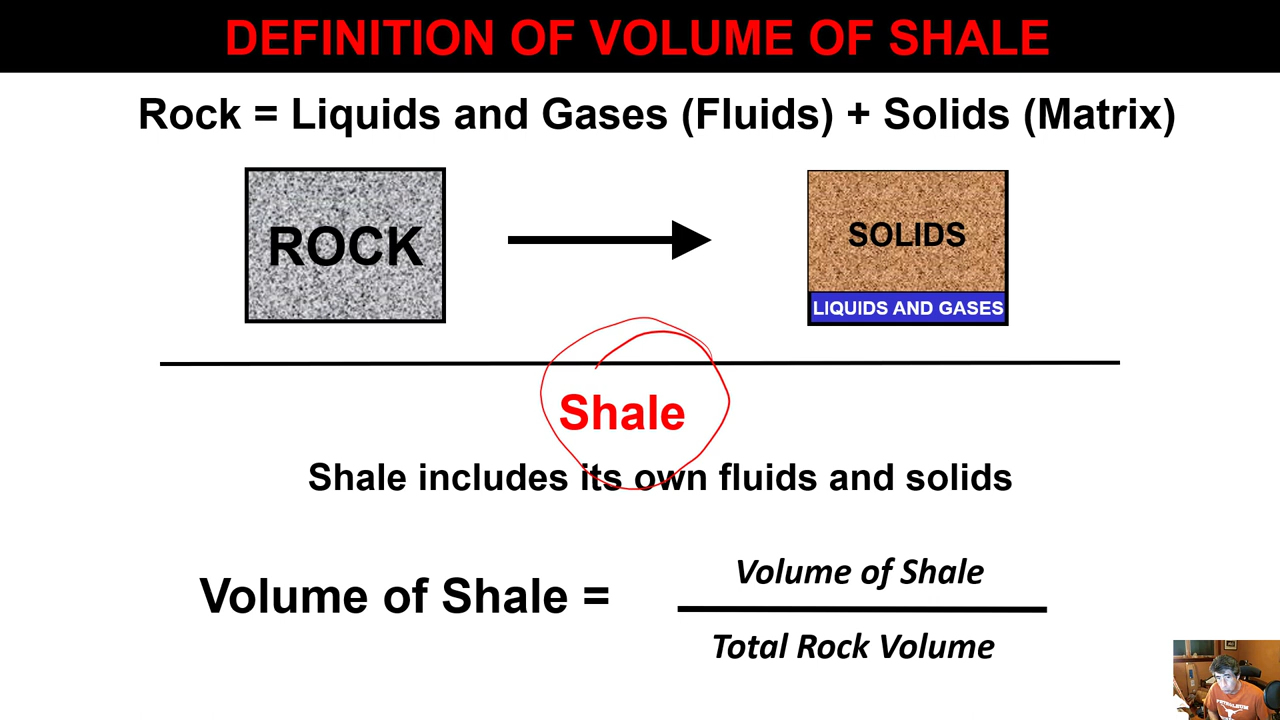 DEFINITION OF VOLUME OF SHALE
Rock = Liquids and Gases (Fluids) + Solids (Matrix)
ROCK
SOLIDS
LIQUIDS AND GASES
Shale
Shale includes its own fluids and solids
Volume of Shale =
Volume of Shale
Total Rock Volume